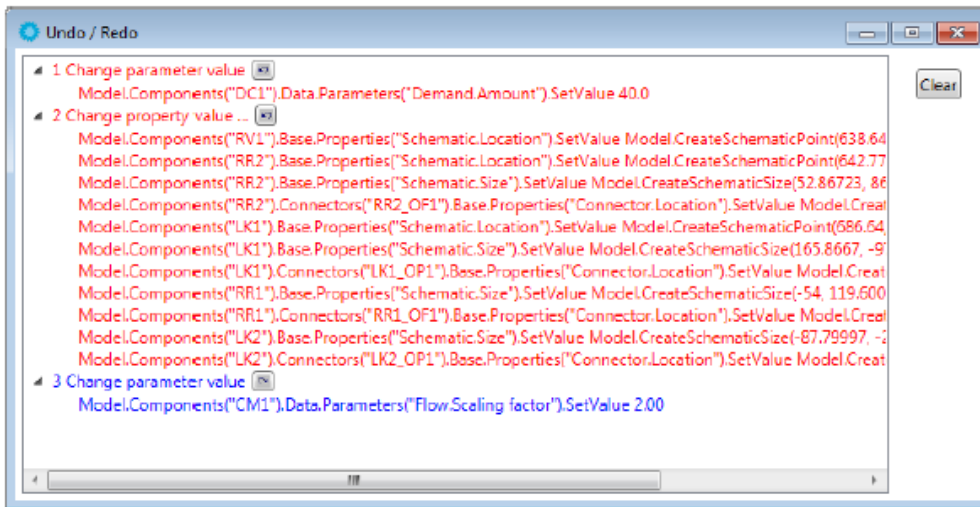 Undo / Redo
Clear
1 Change parameter value
Model.Components("DC1").Data.Parameters("Demand.Amount").SetValue 40.0
2 Change property value ...
Model.Components("RV1").Base.Properties("Schematic.Location").SetValue Model.CreateSchematicPoint(638.64
Model.Components("RR2").Base.Properties("Schematic.Location").SetValue Model.CreateSchematicPoint(642.77
Model.Components("RR2").Base.Properties("Schematic.Size").SetValue Model.CreateSchematicSize(52.86723, 86
Model.Components("RR2").Connectors("RR2_OF1").Base.Properties("Connector.Location").SetValue Model.Creat
Model.Components("LK1").Base.Properties("Schematic.Location").SetValue Model.CreateSchematicPoint(686.64,
Model.Components("LK1").Base.Properties("Schematic.Size").SetValue Model.CreateSchematicSize(165.8667, -9
Model.Components("LK1").Connectors("LK1_OP1").Base.Properties("Connector.Location").SetValue Model.Creat
Model.Components("RR1").Base.Properties("Schematic.Size").SetValue Model.CreateSchematicSize(-54, 119.600
Model.Components("RR1").Connectors("RR1_OF1").Base.Properties("Connector.Location").SetValue Model.Creat
Model.Components("LK2").Base.Properties("Schematic.Size").SetValue Model.CreateSchematicSize(-87.79997, -2
Model.Components("LK2").Connectors("LK2_OP1").Base.Properties("Connector.Location").SetValue Model.Creat
3 Change parameter value
Model.Components("CM1").Data.Parameters("Flow.Scaling factor").SetValue 2.00